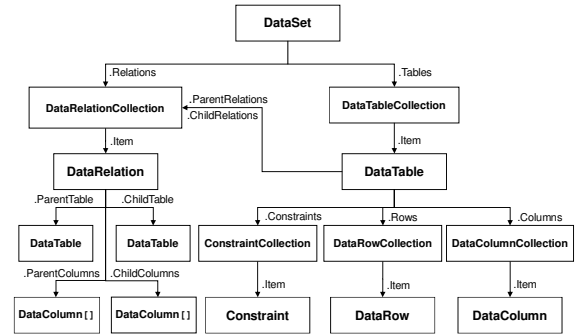 DataSet
.Relations
.Tables
DataRelationCollection
.ParentRelations
.ChildRelations
DataTableCollection
.Item
.Item
DataRelation
DataTable
.ParentTable
.ChildTable
.Constraints
.Rows
.Columns
DataTable
DataTable
ConstraintCollection
DataRowCollection
DataColumnCollection
.ParentColumns
.ChildColumns
.Item
.Item
.Item
DataColumn []
DataColumn []
Constraint
DataRow
DataColumn